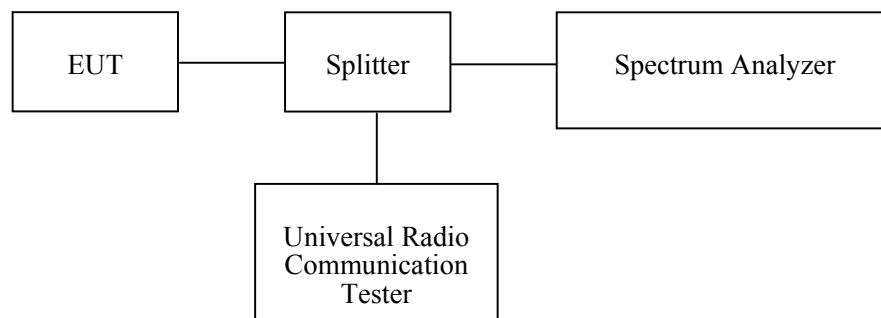 EUT
Splitter
Spectrum Analyzer
Universal Radio
Communication
Tester